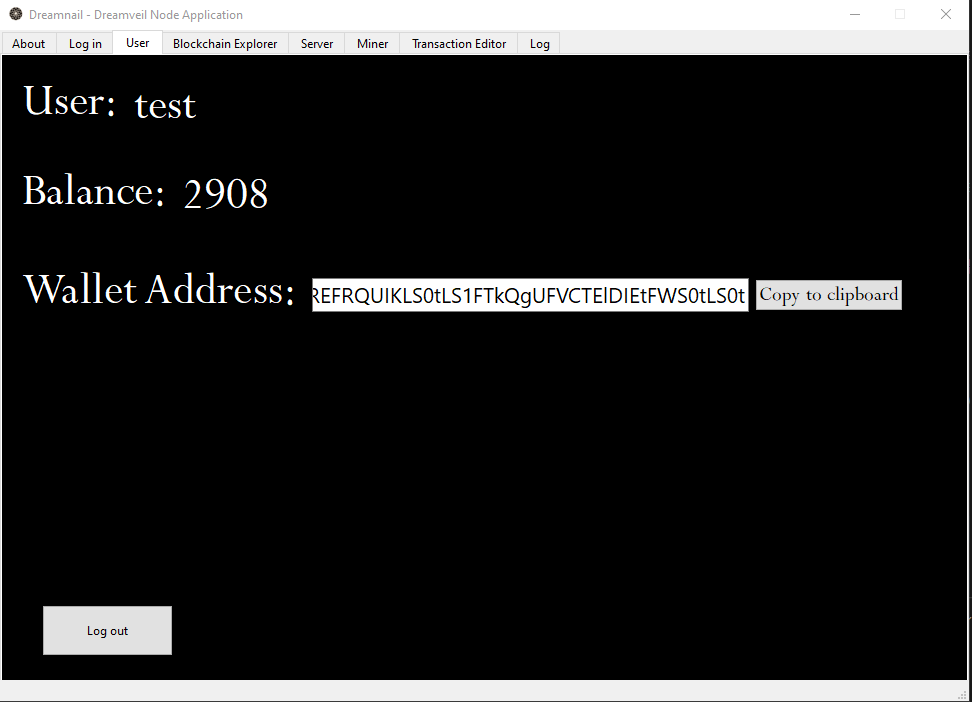 Dreamnail - Dreamveil Node Application
About Log in User Blockchain Explorer Server Miner Transaction Editor Log
User: test
Balance: 2908
Wallet Address: REFRQUlKLS0tLS1FTkQgUFVCTElDIEtFWS0tLS0t Copy to clipboard
Log out